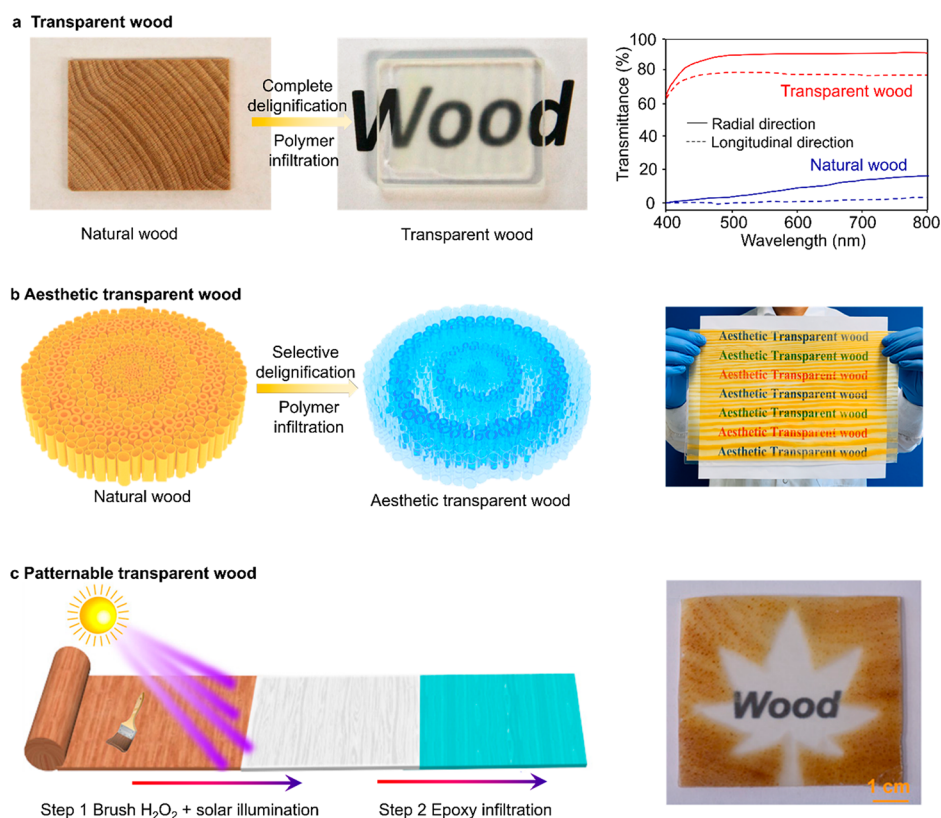 a Transparent wood
Complete
delignification
Polymer
infiltration
Natural wood
Wood
Transparent wood
Transmittance (%)
100
80
60
40
20
0
Transparent wood
Radial direction
Longitudinal direction
Natural wood
400
500
600
700
800
Wavelength (nm)
b Aesthetic transparent wood
Selective
delignification
Polymer
infiltration
Natural wood
Aesthetic transparent wood
Aesthetic Transparent wood
Aesthetic Transparent wood
Aesthetic Transparent wood
Aesthetic Transparent wood
Aesthetic Transparent wood
Aesthetic Transparent wood
Aesthetic Transparent wood
c Patternable transparent wood
Step 1 Brush H₂O₂ + solar illumination
Step 2 Epoxy infiltration
Wood
1 cm